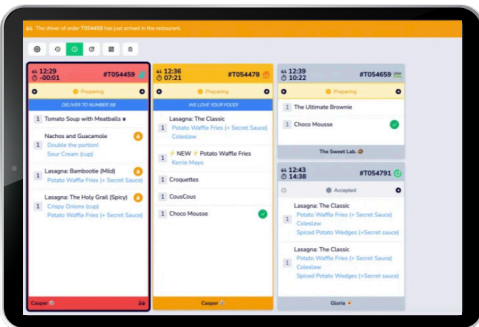 The driver of order #T054459 has just arrived in the restaurant.
12:29
-00:01
#T054459
Preparing
DELIVER TO NUMBER 59
1 Tomato Soup with Meatballs
Nachos and Guacamole
1 Double the portion!
Sour Cream (cup)
Lasagna: Bambootie (Mild)
1 Potato Waffle Fries (+ Secret Sauce)
Lasagna: The Holy Grail (Spicy)
1 Crispy Onions (cup)
Potato Waffle Fries (+ Secret Sauce)
Casper
12:36
07:21
#T054478
Preparing
WE LOVE YOUR FOOD!
Lasagna: The Classic
1 Potato Waffle Fries (+ Secret Sauce)
Coleslaw
1 NEW Potato Waffle Fries
Kerrie Mayo
1 Croquettes
1 CousCous
1 Choco Mousse
Casper
12:39
10:22
#T054659
Preparing
1 The Ultimate Brownie
1 Choco Mousse
The Sweet Lab.
12:43
14:38
#T054791
Accepted
Lasagna: The Classic
1 Potato Waffle Fries (+ Secret Sauce)
Coleslaw
Spiced Potato Wedges (+Secret sauce)
Lasagna: The Classic
1 Potato Waffle Fries (+ Secret Sauce)
Coleslaw
Spiced Potato Wedges (+Secret sauce)
Gloria